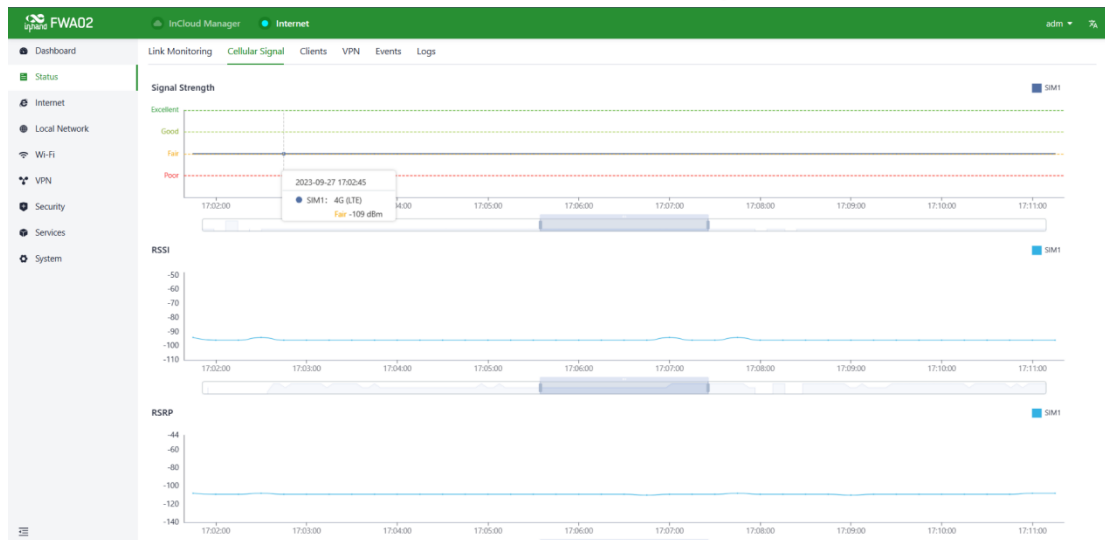 inhand FWA02
InCloud Manager
Internet
adm
Dashboard
Status
Internet
Local Network
Wi-Fi
VPN
Security
Services
System
Link Monitoring Cellular Signal Clients VPN Events Logs
Signal Strength
SIM1
Excellent
Good
Fair
Poor
2023-09-27 17:02:45
SIM1: 4G (LTE)
Fair -109 dBm
17:02:00 4:00 17:05:00 17:06:00 17:07:00 17:08:00 17:09:00 17:10:00 17:11:00
RSSI
SIM1
-50
-60
-70
-80
-90
-100
-110
17:02:00 17:03:00 17:04:00 17:05:00 17:06:00 17:07:00 17:08:00 17:09:00 17:10:00 17:11:00
RSRP
SIM1
-44
-60
-80
-100
-120
-140
17:02:00 17:03:00 17:04:00 17:05:00 17:06:00 17:07:00 17:08:00 17:09:00 17:10:00 17:11:00